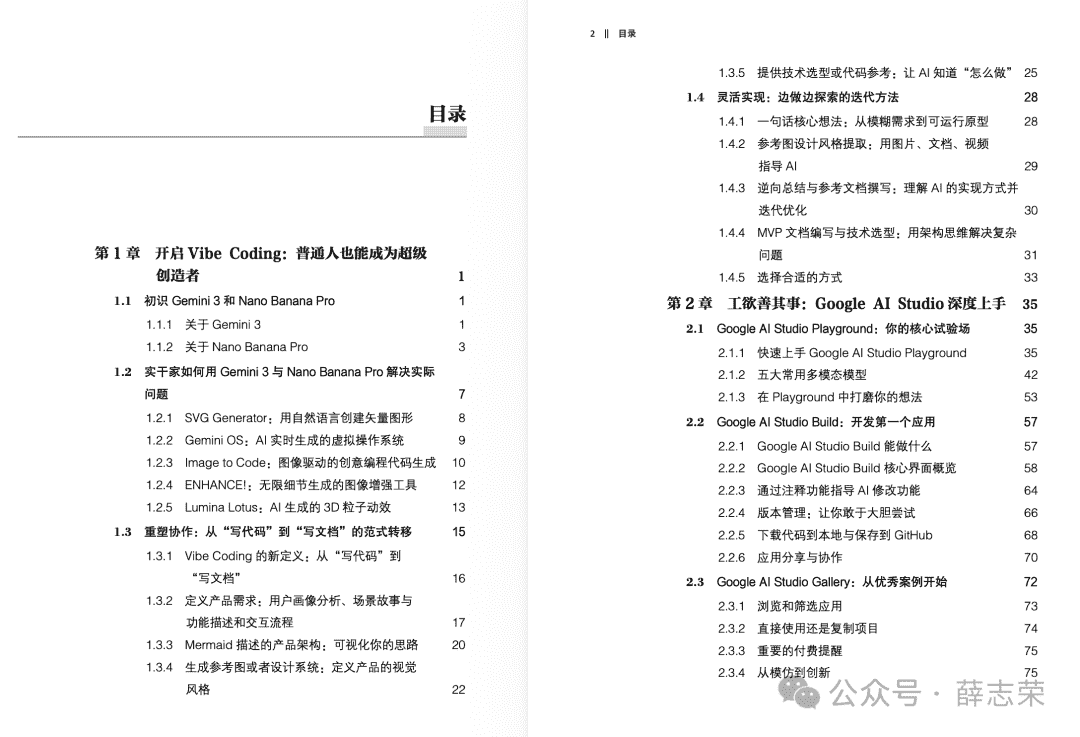 目录
第 1 章 开启 Vibe Coding：普通人也能成为超级
创造者 1
1.1 初识 Gemini 3 和 Nano Banana Pro 1
1.1.1 关于 Gemini 3 1
1.1.2 关于 Nano Banana Pro 3
1.2 实干家如何用 Gemini 3 与 Nano Banana Pro 解决实际
问题 7
1.2.1 SVG Generator：用自然语言创建矢量图形 8
1.2.2 Gemini OS：AI 实时生成的虚拟操作系统 9
1.2.3 Image to Code：图像驱动的创意编程代码生成 10
1.2.4 ENHANCE!：无限细节生成的图像增强工具 12
1.2.5 Lumina Lotus：AI 生成的 3D 粒子动效 13
1.3 重塑协作：从“写代码”到“写文档”的范式转移 15
1.3.1 Vibe Coding 的新定义：从“写代码”到
“写文档” 16
1.3.2 定义产品需求：用户画像分析、场景故事与
功能描述和交互流程 17
1.3.3 Mermaid 描述的产品架构：可视化你的思路 20
1.3.4 生成参考图或者设计系统：定义产品的视觉
风格 22
2 || 目录
1.3.5 提供技术选型或代码参考：让 AI 知道“怎么做” 25
1.4 灵活实现：边做边探索的迭代方法 28
1.4.1 一句话核心想法：从模糊需求到可运行原型 28
1.4.2 参考图设计风格提取：用图片、文档、视频
指导 AI 29
1.4.3 逆向总结与参考文档撰写：理解 AI 的实现方式并
迭代优化 30
1.4.4 MVP 文档编写与技术选型：用架构思维解决复杂
问题 31
1.4.5 选择合适的方式 33
第 2 章 工欲善其事：Google AI Studio 深度上手 35
2.1 Google AI Studio Playground：你的核心试验场 35
2.1.1 快速上手 Google AI Studio Playground 35
2.1.2 五大常用多模态模型 42
2.1.3 在 Playground 中打磨你的想法 53
2.2 Google AI Studio Build：开发第一个应用 57
2.2.1 Google AI Studio Build 能做什么 57
2.2.2 Google AI Studio Build 核心界面概览 58
2.2.3 通过注释功能指导 AI 修改功能 64
2.2.4 版本管理：让你敢于大胆尝试 66
2.2.5 下载代码到本地与保存到 GitHub 68
2.2.6 应用分享与协作 70
2.3 Google AI Studio Gallery：从优秀案例开始 72
2.3.1 浏览和筛选应用 73
2.3.2 直接使用还是复制项目 74
2.3.3 重要的付费提醒 75
2.3.4 从模仿到创新 75
公众号 · 薛志荣